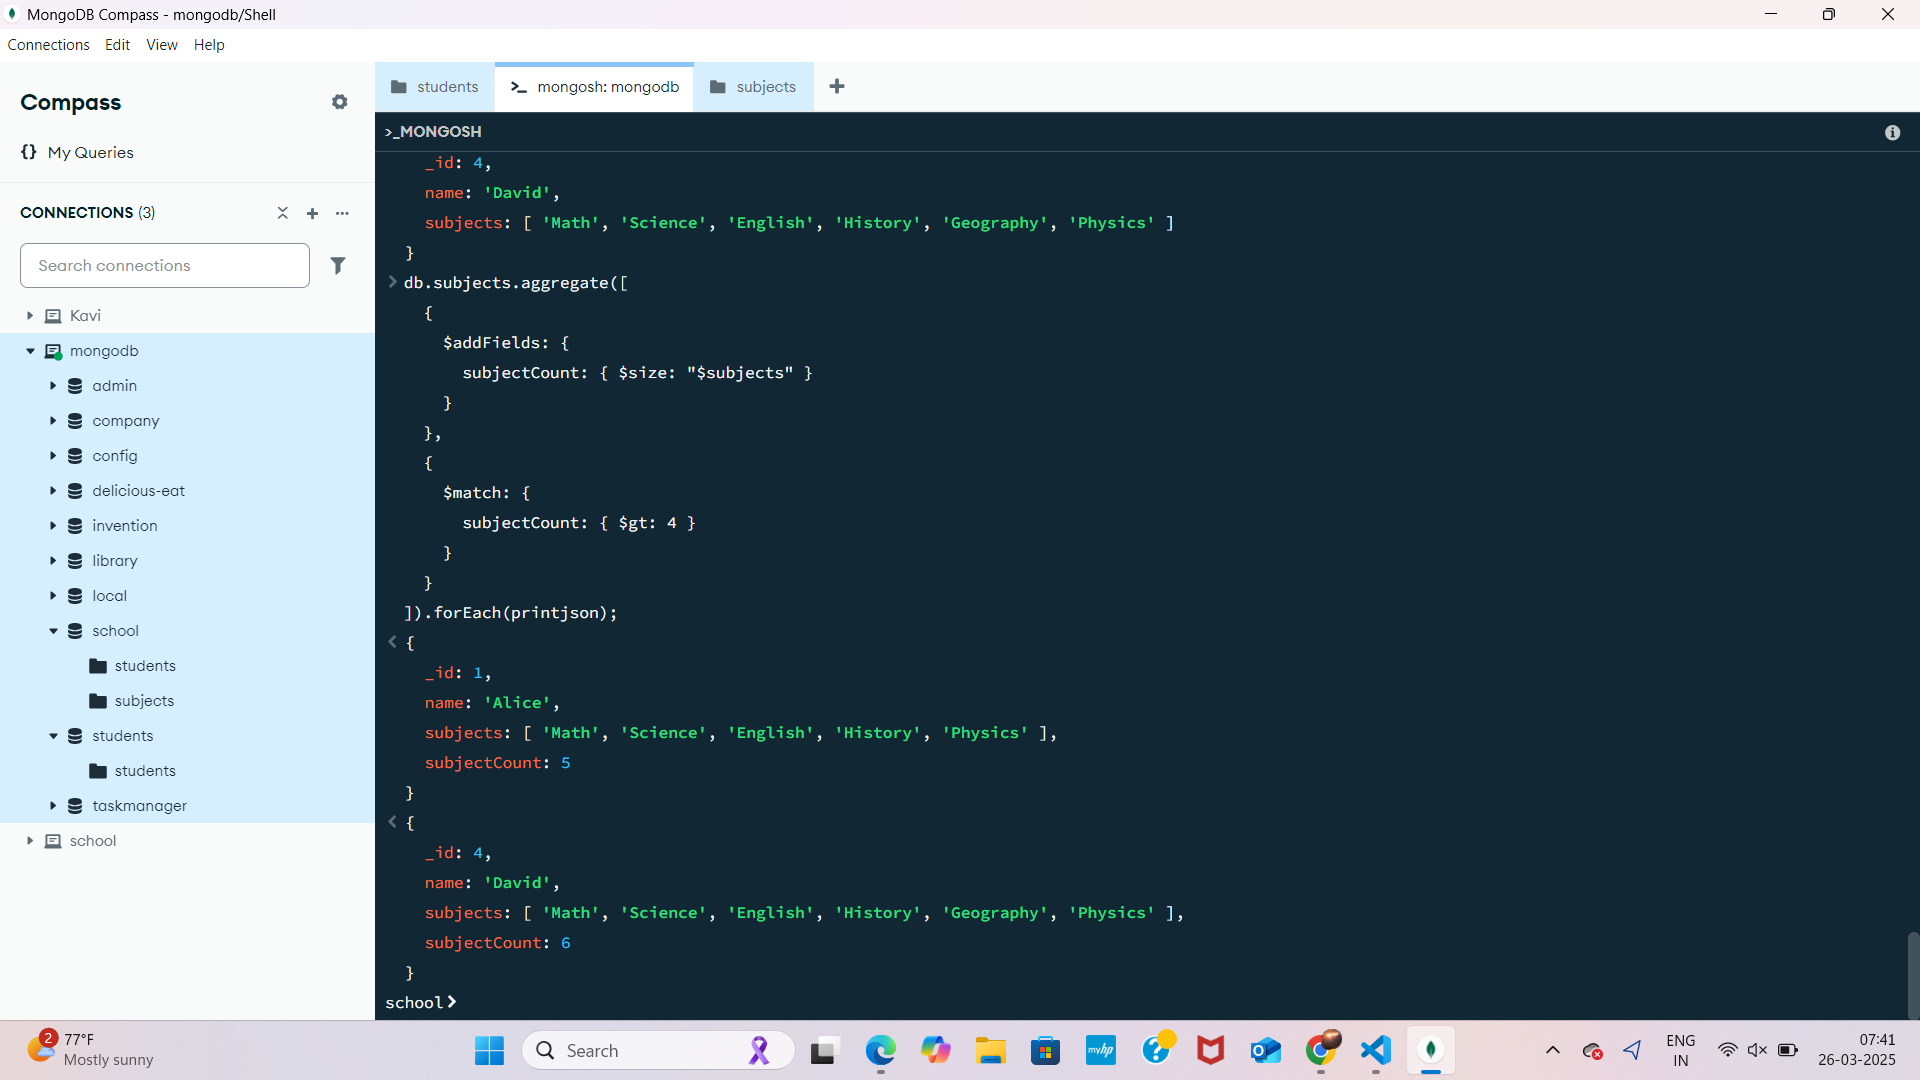 MongoDB Compass - mongodb/Shell
Connections Edit View Help
Compass
{} My Queries
CONNECTIONS (3)
Search connections
Kavi
mongodb
admin
company
config
delicious-eat
invention
library
local
school
students
subjects
students
students
taskmanager
school
students
>_ mongosh: mongodb
subjects
+
>_MONGOSH
_id: 4,
name: 'David',
subjects: [ 'Math', 'Science', 'English', 'History', 'Geography', 'Physics' ]
}
> db.subjects.aggregate([
{
$addFields: {
subjectCount: { $size: "$subjects" }
}
},
{
$match: {
subjectCount: { $gt: 4 }
}
}
]).forEach(printjson);
< {
_id: 1,
name: 'Alice',
subjects: [ 'Math', 'Science', 'English', 'History', 'Physics' ],
subjectCount: 5
}
< {
_id: 4,
name: 'David',
subjects: [ 'Math', 'Science', 'English', 'History', 'Geography', 'Physics' ],
subjectCount: 6
}
school>
2
77°F
Mostly sunny
Search
myhp
ENG
IN
07:41
26-03-2025